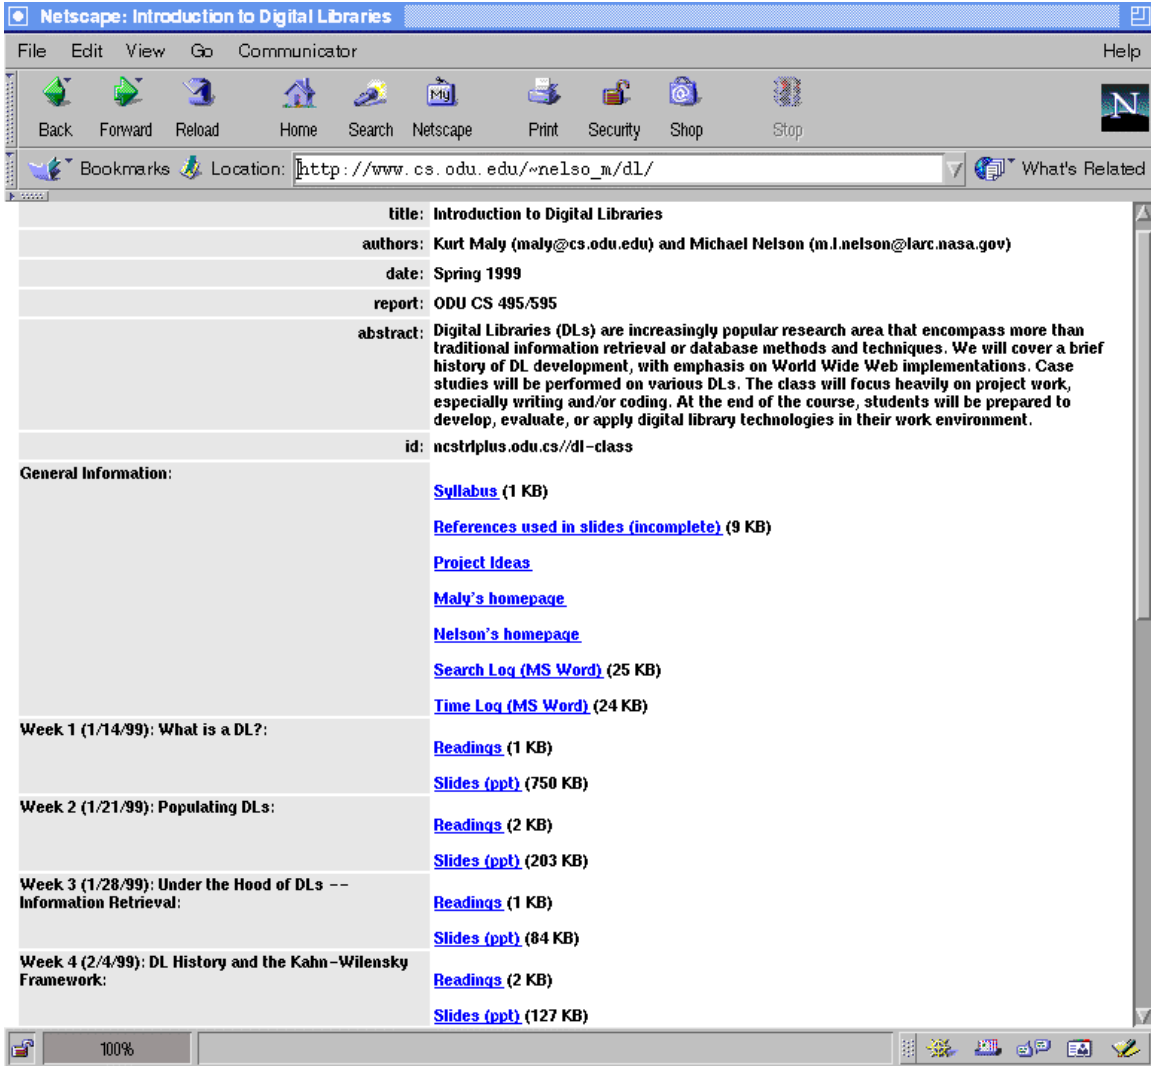 Netscape: Introduction to Digital Libraries
File Edit View Go Communicator Help
My
Back Forward Reload Home Search Netscape Print Security Shop Stop
N
Bookmarks Location: http://www.cs.odu.edu/~nelso_m/dl/ What's Related
title: Introduction to Digital Libraries
authors: Kurt Maly (maly@cs.odu.edu) and Michael Nelson (m.l.nelson@larc.nasa.gov)
date: Spring 1999
report: ODU CS 495/595
abstract: Digital Libraries (DLs) are increasingly popular research area that encompass more than
traditional information retrieval or database methods and techniques. We will cover a brief
history of DL development, with emphasis on World Wide Web implementations. Case
studies will be performed on various DLs. The class will focus heavily on project work,
especially writing and/or coding. At the end of the course, students will be prepared to
develop, evaluate, or apply digital library technologies in their work environment.
id: ncstrlplus.odu.cs//dl-class
General Information:
Syllabus (1 KB)
References used in slides (incomplete) (9 KB)
Project Ideas
Maly's homepage
Nelson's homepage
Search Log (MS Word) (25 KB)
Time Log (MS Word) (24 KB)
Week 1 (1/14/99): What is a DL?:
Readings (1 KB)
Slides (ppt) (750 KB)
Week 2 (1/21/99): Populating DLs:
Readings (2 KB)
Slides (ppt) (203 KB)
Week 3 (1/28/99): Under the Hood of DLs --
Information Retrieval:
Readings (1 KB)
Slides (ppt) (84 KB)
Week 4 (2/4/99): DL History and the Kahn-Wilensky
Framework:
Readings (2 KB)
Slides (ppt) (127 KB)
100%